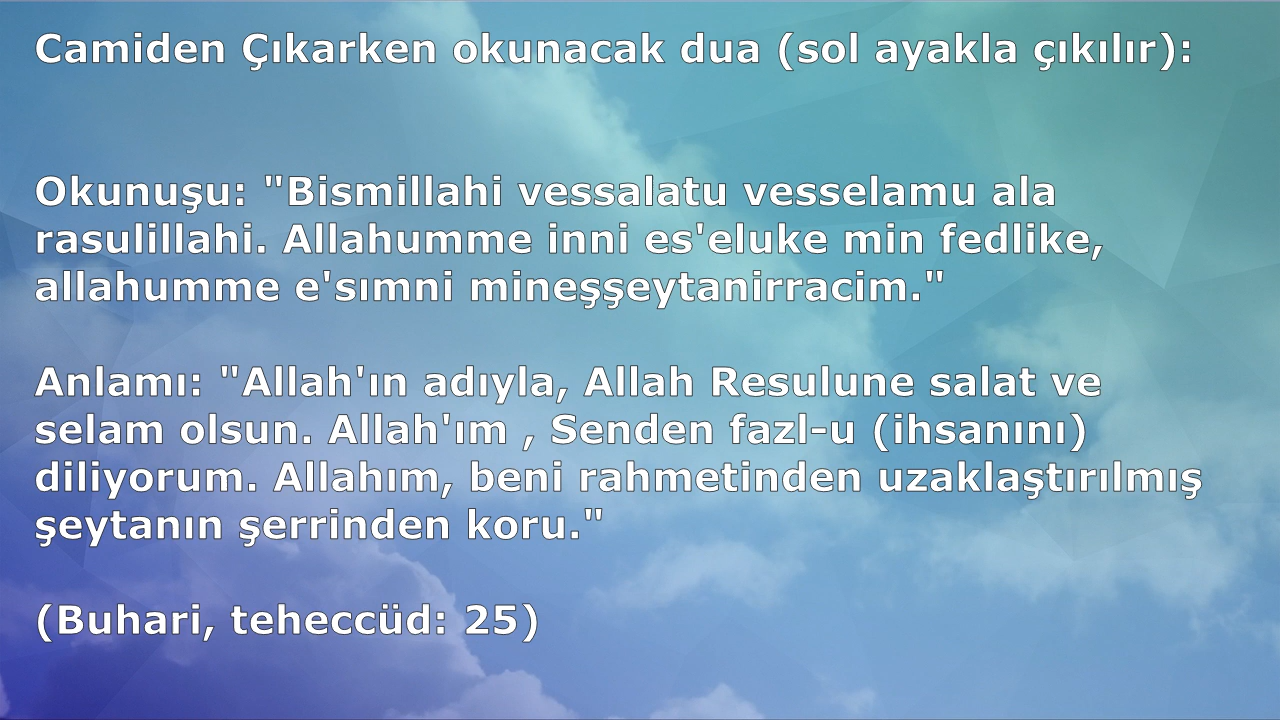 Camiden Çıkarken okunacak dua (sol ayakla çıkılır):
Okunuşu: "Bismillahi vessalatu vesselamu ala
rasulillahi. Allahumme inni es'eluke min fedlike,
allahumme e'sımni mineşşeytanirracim."
Anlamı: "Allah'ın adıyla, Allah Resulune salat ve
selam olsun. Allah'ım , Senden fazl-u (ihsanını)
diliyorum. Allahım, beni rahmetinden uzaklaştırılmış
şeytanın şerrinden koru."
(Buhari, teheccüd: 25)